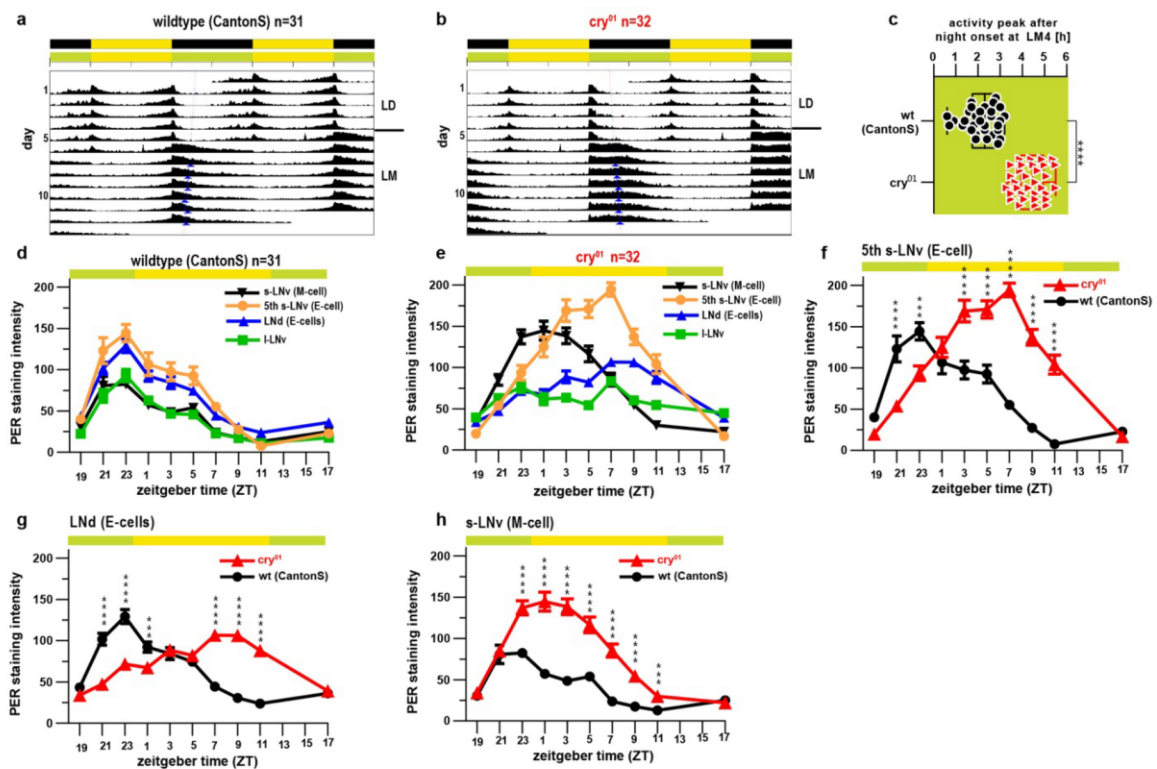 a
wildtype (CantonS) n=31
day
1
5
10
LD
LM
b
cry⁰¹ n=32
day
1
5
10
LD
LM
c
activity peak after
night onset at LM4 [h]
0 1 2 3 4 5 6
wt
(CantonS)
cry⁰¹
****
d
wildtype (CantonS) n=31
PER staining intensity
200
150
100
50
0
s-LNv (M-cell)
5th s-LNv (E-cell)
LNd (E-cells)
l-LNv
19 21 23 1 3 5 7 9 11 13 15 17
zeitgeber time (ZT)
e
cry⁰¹ n=32
PER staining intensity
200
150
100
50
0
s-LNv (M-cell)
5th s-LNv (E-cell)
LNd (E-cells)
l-LNv
19 21 23 1 3 5 7 9 11 13 15 17
zeitgeber time (ZT)
f
5th s-LNv (E-cell)
PER staining intensity
200
150
100
50
0
cry⁰¹
wt (CantonS)
19 21 23 1 3 5 7 9 11 13 15 17
zeitgeber time (ZT)
g
LNd (E-cells)
PER staining intensity
200
150
100
50
0
cry⁰¹
wt (CantonS)
19 21 23 1 3 5 7 9 11 13 15 17
zeitgeber time (ZT)
h
s-LNv (M-cell)
PER staining intensity
200
150
100
50
0
cry⁰¹
wt (CantonS)
19 21 23 1 3 5 7 9 11 13 15 17
zeitgeber time (ZT)